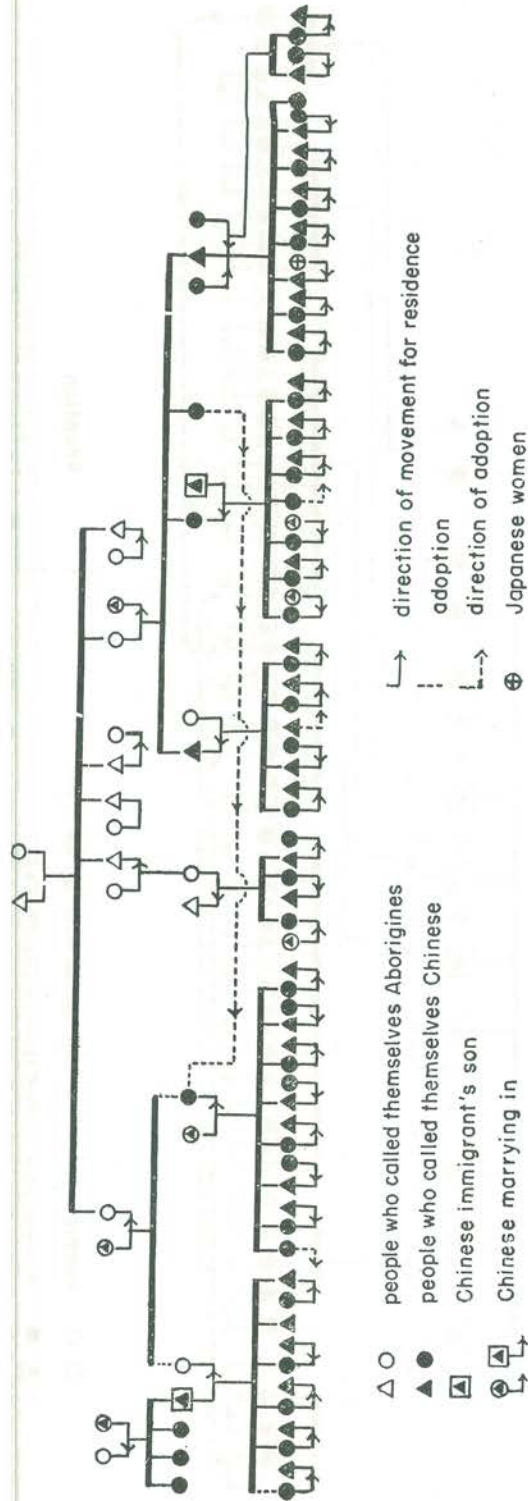 people who called themselves Aborigines
people who called themselves Chinese
Chinese immigrant's son
Chinese marrying in
direction of movement for residence
adoption
direction of adoption
Japanese women